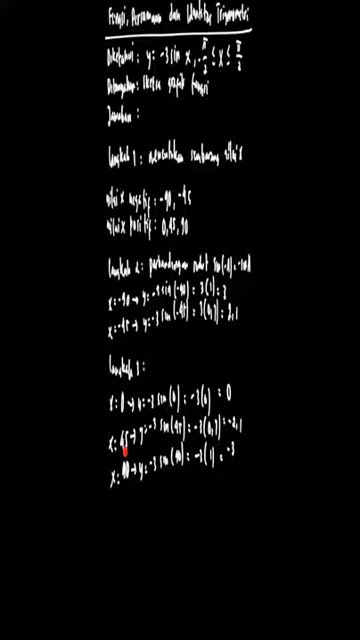 Fungsi, Persamaan dan Identitas Trigonometri
Diketahui : y = -3 sin x, -π/2 ≤ x ≤ π/2
Ditanyakan : sketsa grafik fungsi
Jawaban :
Langkah 1 : menentukan sembarang nilai x
nilai x negatif : -90, -45
nilai x positif : 0, 45, 90
Langkah 2 : perbandingan sudut sin(-α) = -sin α
x = -90 → y = -3 sin(-90) = 3(1) = 3
x = -45 → y = -3 sin(-45) = 3(0,7) = 2,1
Langkah 3 :
x = 0 → y = -3 sin(0) = -3(0) = 0
x = 45 → y = -3 sin(45) = -3(0,7) = -2,1
x = 90 → y = -3 sin(90) = -3(1) = -3